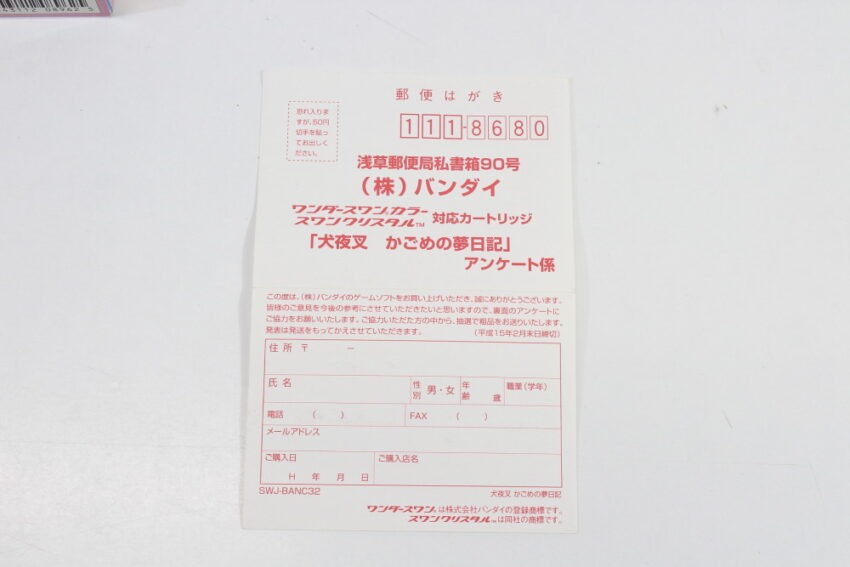 郵便はがき
恐れ入りま
すが、50円
切手を貼っ
てお出しく
ださい。
111-8680
浅草郵便局私書箱90号
(株)バンダイ
ワンダースワンカラー
スワンクリスタル™ 対応カートリッジ
「犬夜叉 かごめの夢日記」
アンケート係
この度は、(株)バンダイのゲームソフトをお買い上げいただき、誠にありがとうございます。
皆様のご意見を今後の参考にさせていただきたいと思いますので、裏面のアンケートに
ご協力をお願いいたします。ご協力いただた方の中から、抽選で粗品をお送りいたします。
発表は発送をもってかえさせていただきます。 (平成15年2月末日締切)
住所 〒 ー
氏名 性別 男・女 年齢 歳 職業(学年)
電話 ( ) FAX ( )
メールアドレス
ご購入日 ご購入店名
H 年 月 日
SWJ-BANC32 犬夜叉 かごめの夢日記
ワンダースワンは株式会社バンダイの登録商標です。
スワンクリスタル™は同社の商標です。